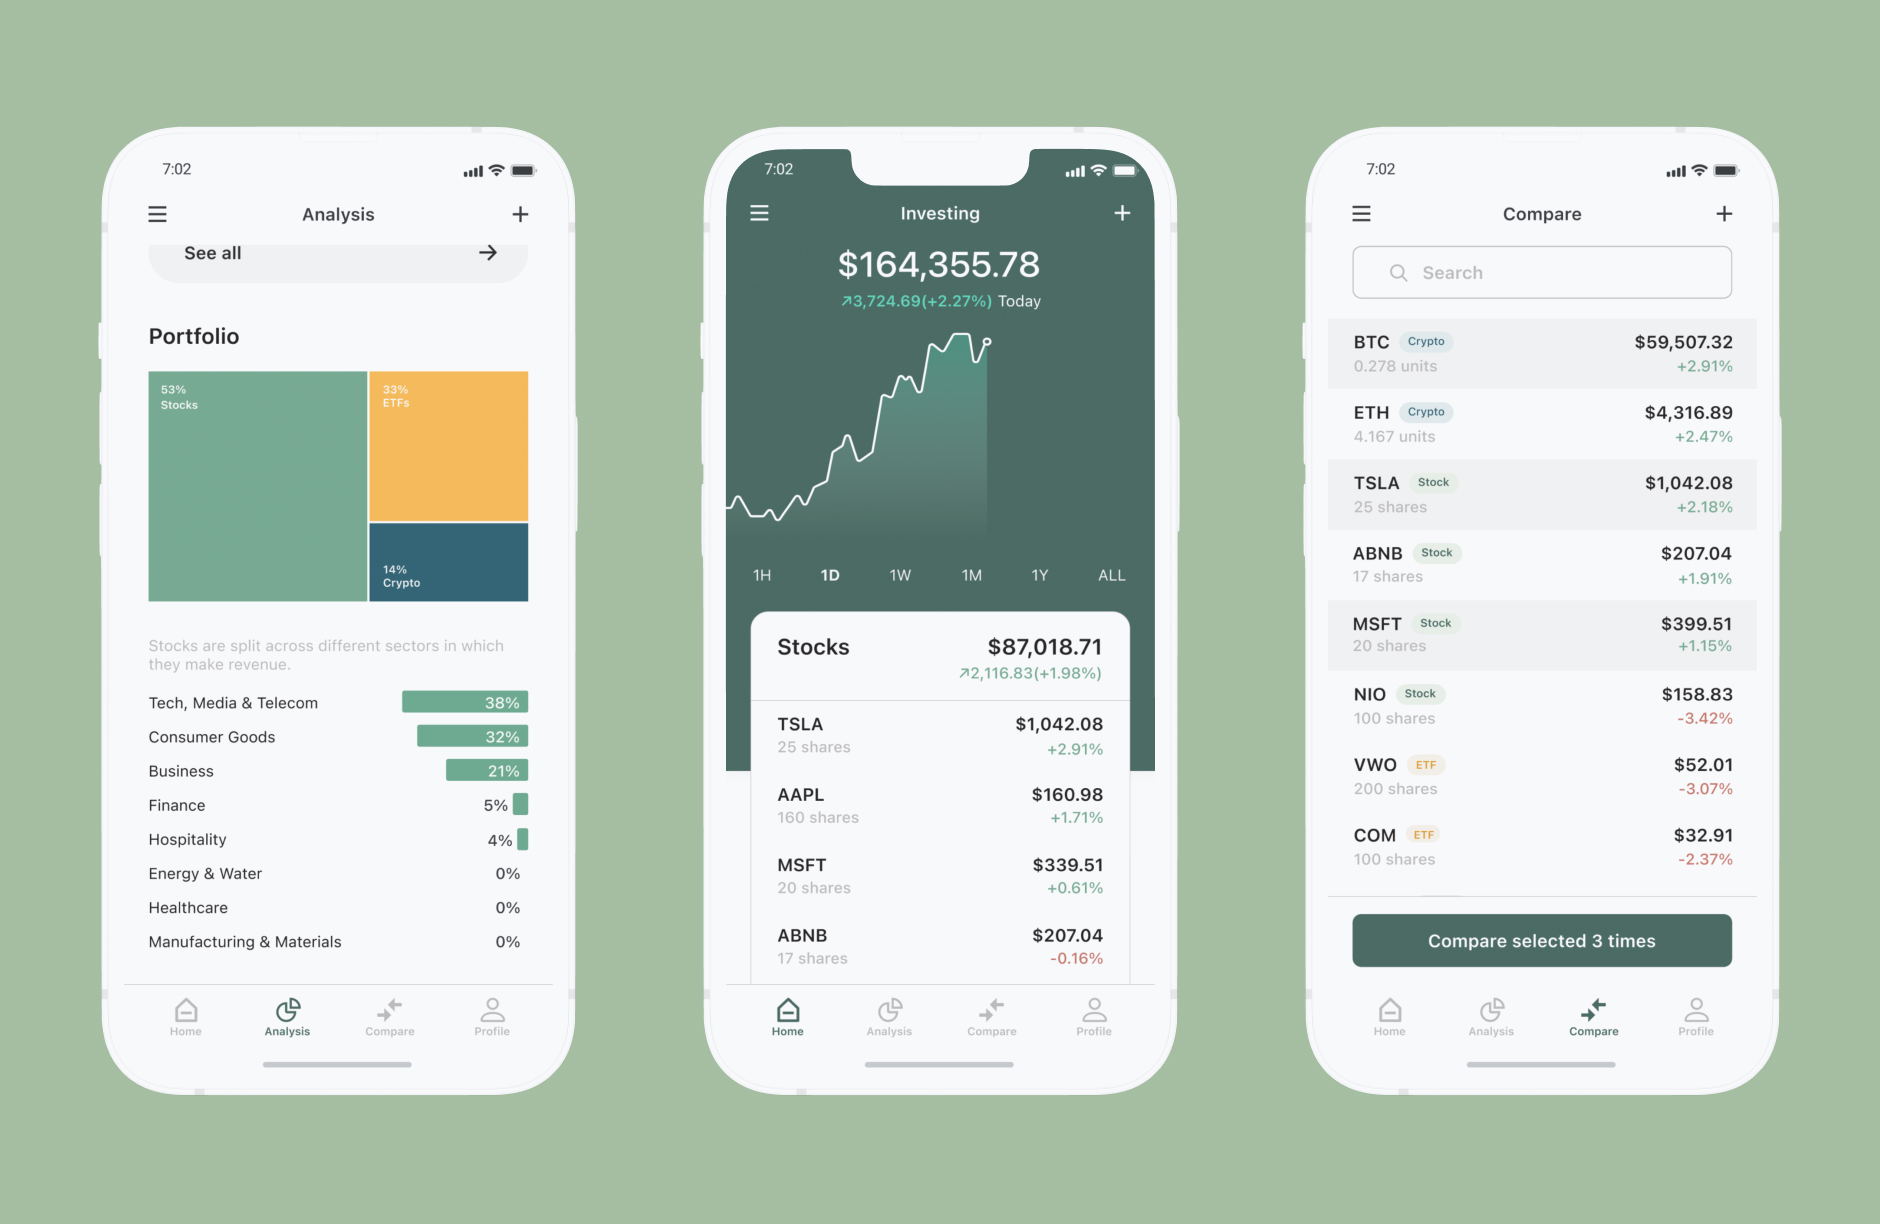 7:02
Analysis
See all
Portfolio
53%
Stocks
33%
ETFs
14%
Crypto
Stocks are split across different sectors in which
they make revenue.
Tech, Media & Telecom 38%
Consumer Goods 32%
Business 21%
Finance 5%
Hospitality 4%
Energy & Water 0%
Healthcare 0%
Manufacturing & Materials 0%
Home Analysis Compare Profile
7:02
Investing
$164,355.78
↗3,724.69(+2.27%) Today
1H 1D 1W 1M 1Y ALL
Stocks $87,018.71
↗2,116.83(+1.98%)
TSLA $1,042.08
25 shares +2.91%
AAPL $160.98
160 shares +1.71%
MSFT $339.51
20 shares +0.61%
ABNB $207.04
17 shares -0.16%
Home Analysis Compare Profile
7:02
Compare
Search
BTC Crypto $59,507.32
0.278 units +2.91%
ETH Crypto $4,316.89
4.167 units +2.47%
TSLA Stock $1,042.08
25 shares +2.18%
ABNB Stock $207.04
17 shares +1.91%
MSFT Stock $399.51
20 shares +1.15%
NIO Stock $158.83
100 shares -3.42%
VWO ETF $52.01
200 shares -3.07%
COM ETF $32.91
100 shares -2.37%
Compare selected 3 times
Home Analysis Compare Profile